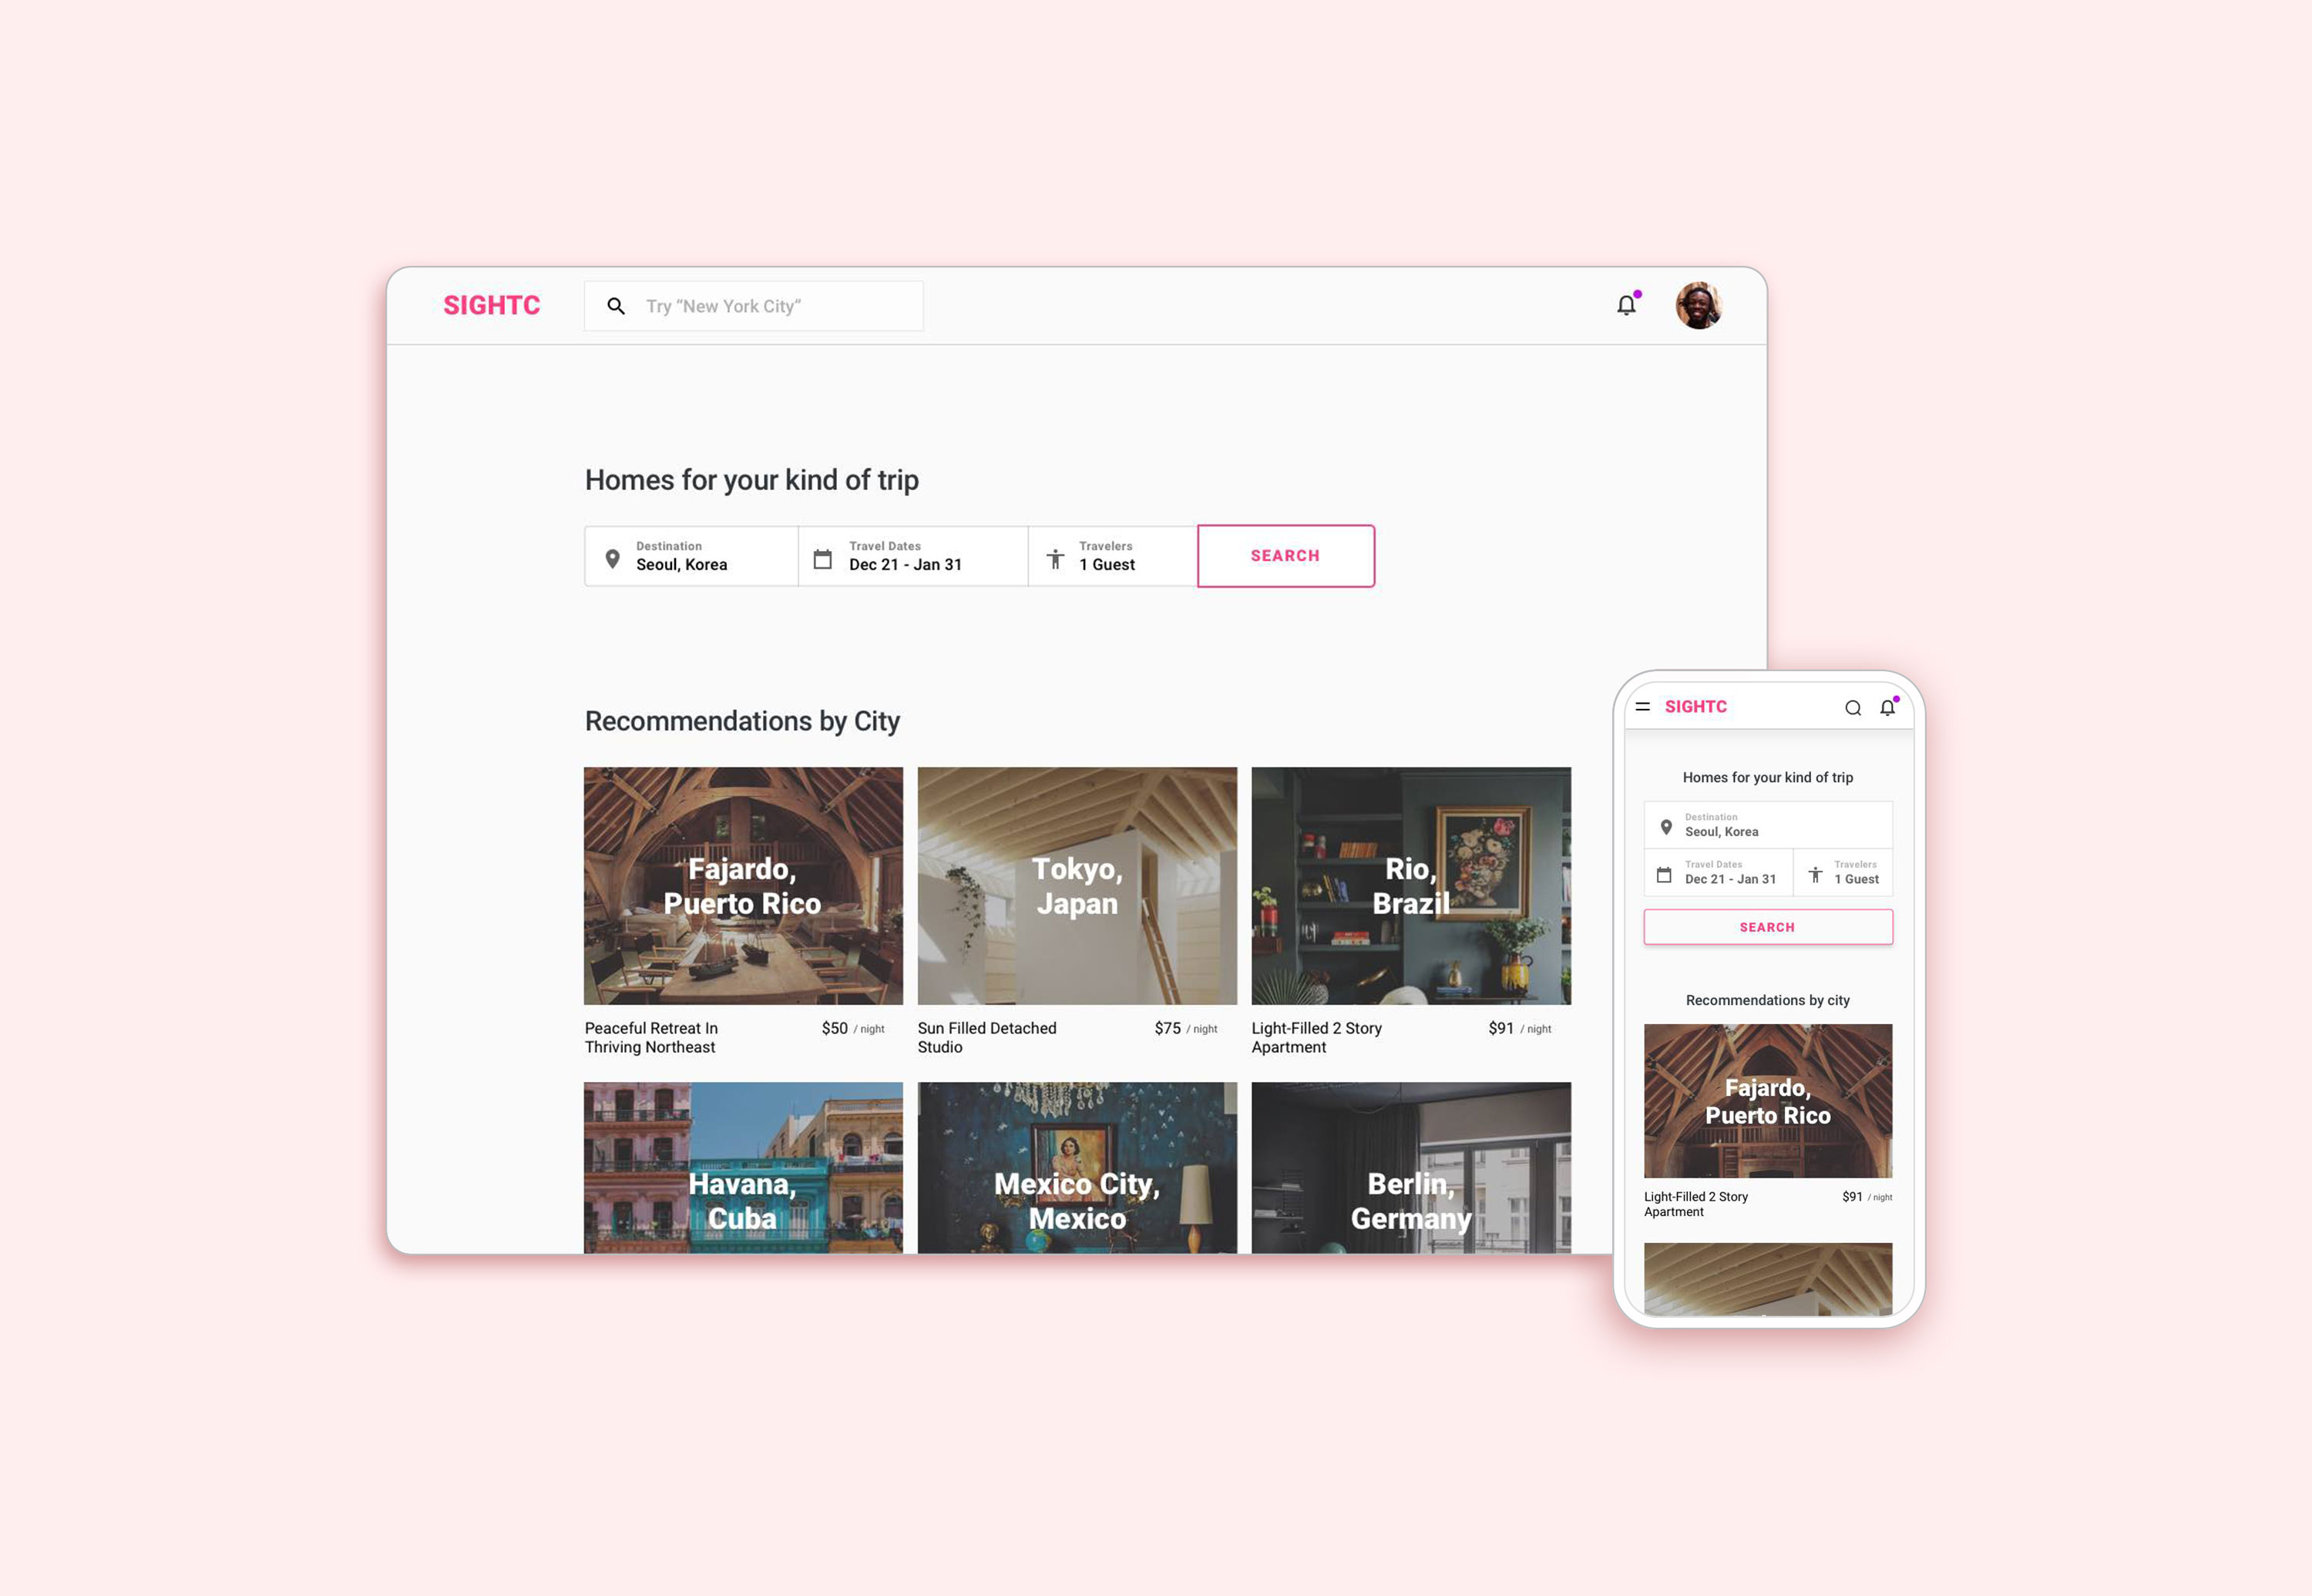 SIGHTC
Try “New York City”
Homes for your kind of trip
Destination
Seoul, Korea
Travel Dates
Dec 21 - Jan 31
Travelers
1 Guest
SEARCH
Recommendations by City
Fajardo,
Puerto Rico
Peaceful Retreat In
Thriving Northeast
$50 / night
Tokyo,
Japan
Sun Filled Detached
Studio
$75 / night
Rio,
Brazil
Light-Filled 2 Story
Apartment
$91 / night
Havana,
Cuba
Mexico City,
Mexico
Berlin,
Germany
SIGHTC
Homes for your kind of trip
Destination
Seoul, Korea
Travel Dates
Dec 21 - Jan 31
Travelers
1 Guest
SEARCH
Recommendations by city
Fajardo,
Puerto Rico
Light-Filled 2 Story
Apartment
$91 / night